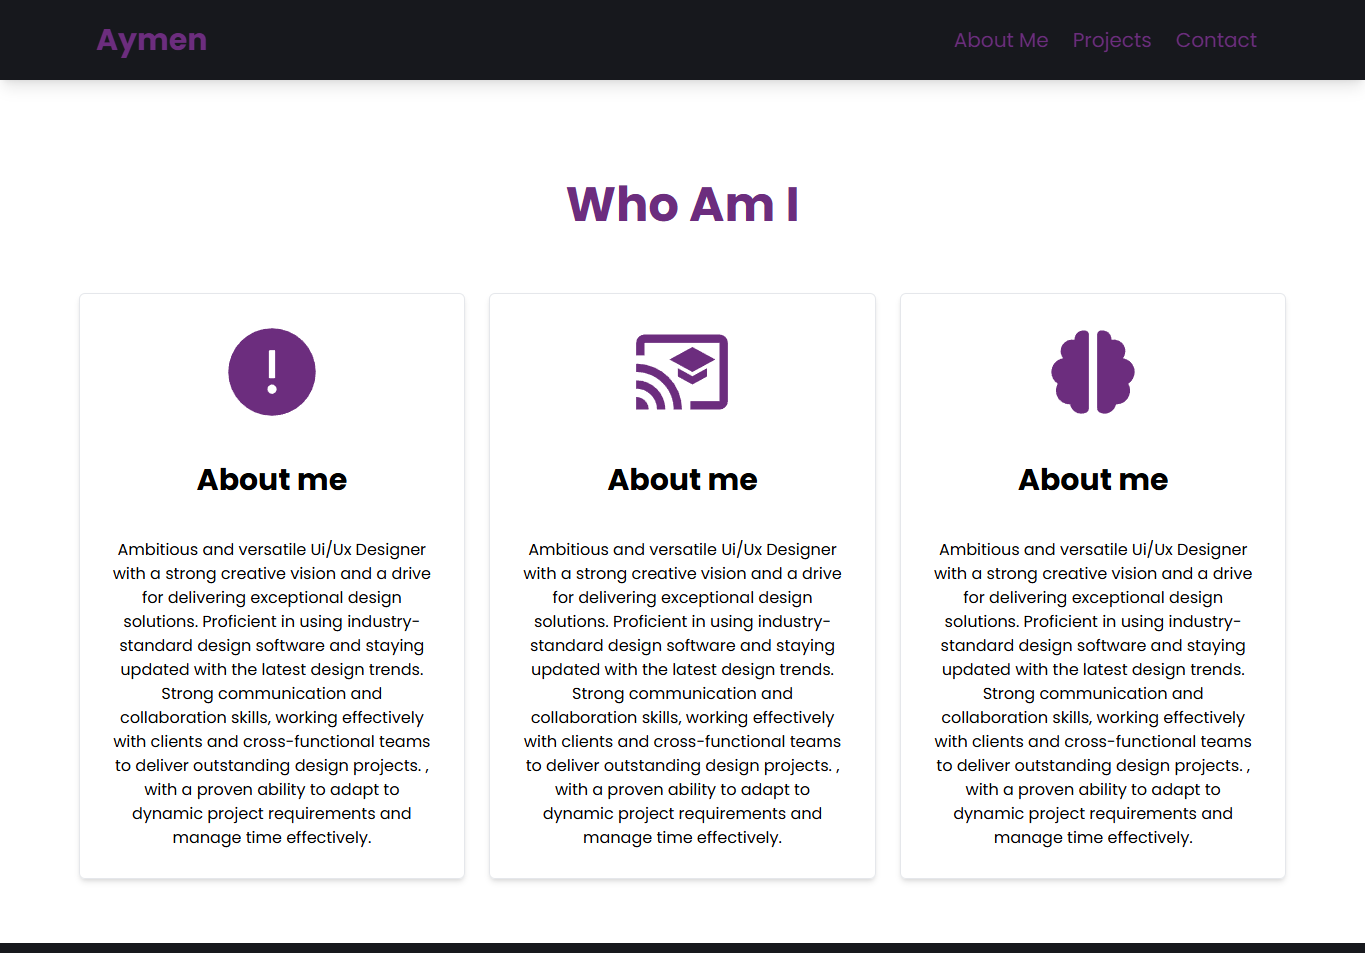 Aymen
About Me Projects Contact
Who Am I
About me
Ambitious and versatile Ui/Ux Designer
with a strong creative vision and a drive
for delivering exceptional design
solutions. Proficient in using industry-
standard design software and staying
updated with the latest design trends.
Strong communication and
collaboration skills, working effectively
with clients and cross-functional teams
to deliver outstanding design projects. ,
with a proven ability to adapt to
dynamic project requirements and
manage time effectively.
About me
Ambitious and versatile Ui/Ux Designer
with a strong creative vision and a drive
for delivering exceptional design
solutions. Proficient in using industry-
standard design software and staying
updated with the latest design trends.
Strong communication and
collaboration skills, working effectively
with clients and cross-functional teams
to deliver outstanding design projects. ,
with a proven ability to adapt to
dynamic project requirements and
manage time effectively.
About me
Ambitious and versatile Ui/Ux Designer
with a strong creative vision and a drive
for delivering exceptional design
solutions. Proficient in using industry-
standard design software and staying
updated with the latest design trends.
Strong communication and
collaboration skills, working effectively
with clients and cross-functional teams
to deliver outstanding design projects. ,
with a proven ability to adapt to
dynamic project requirements and
manage time effectively.